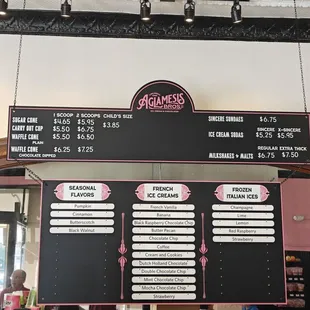 AGLAMESIS
BRO'S
1 SCOOP 2 SCOOPS CHILD'S SIZE
SUGAR CONE $4.65 $5.95 $3.85
CARRY OUT CUP $5.50 $6.75
WAFFLE CONE $5.50 $6.50
PLAIN
WAFFLE CONE $6.25 $7.25
CHOCOLATE DIPPED
SINCERE SUNDAES $6.75
SINCERE X-SINCERE
ICE CREAM SODAS $5.25 $5.95
REGULAR EXTRA THICK
MILKSHAKES + MALTS $6.75 $7.50
SEASONAL
FLAVORS
Pumpkin
Cinnamon
Butterscotch
Black Walnut
FRENCH
ICE CREAMS
French Vanilla
Banana
Black Raspberry Chocolate Chip
Butter Pecan
Chocolate Chip
Coffee
Cream and Cookies
Dutch Holland Chocolate
Double Chocolate Chip
Mint Chocolate Chip
Mocha Chocolate Chip
Strawberry
FROZEN
ITALIAN ICES
Champagne
Lime
Lemon
Red Raspberry
Strawberry